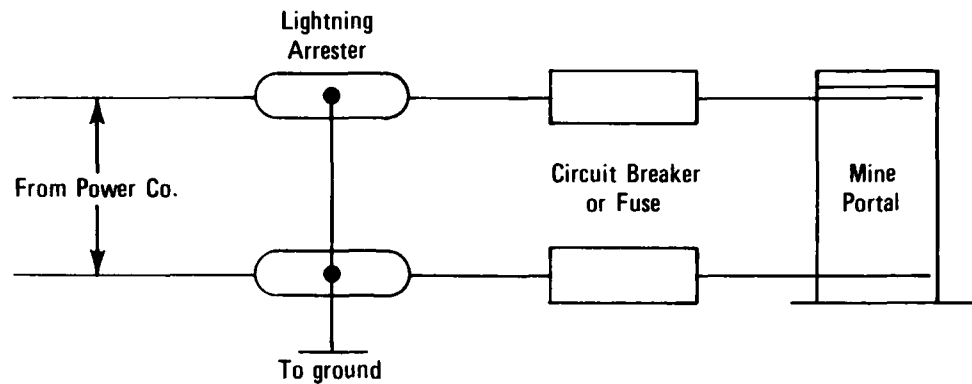 Lightning
Arrester
From Power Co.
Circuit Breaker
or Fuse
Mine
Portal
To ground